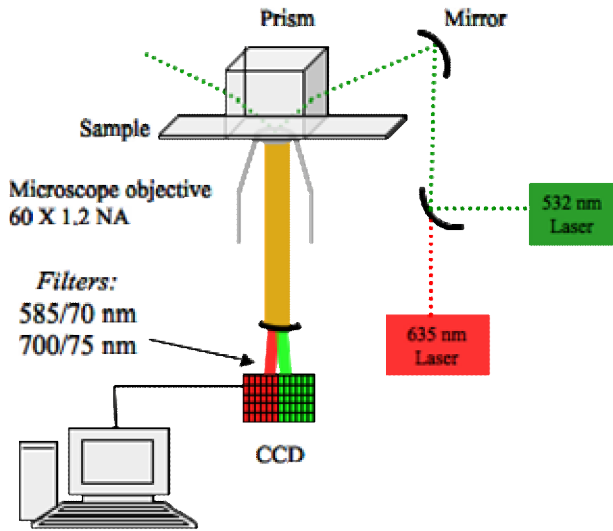 Prism
Mirror
Sample
Microscope objective
60 X 1,2 NA
532 nm
Laser
Filters:
585/70 nm
700/75 nm
635 nm
Laser
CCD